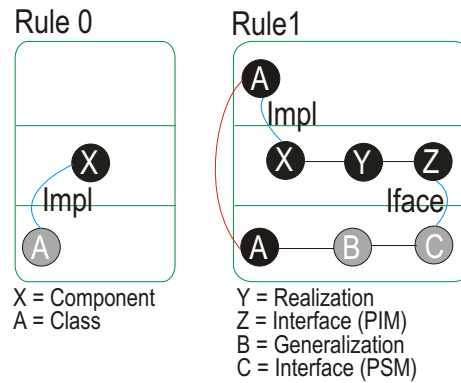 Rule 0
X
Impl
A
X = Component
A = Class
Rule1
A
Impl
X Y Z
Iface
A B C
Y = Realization
Z = Interface (PIM)
B = Generalization
C = Interface (PSM)